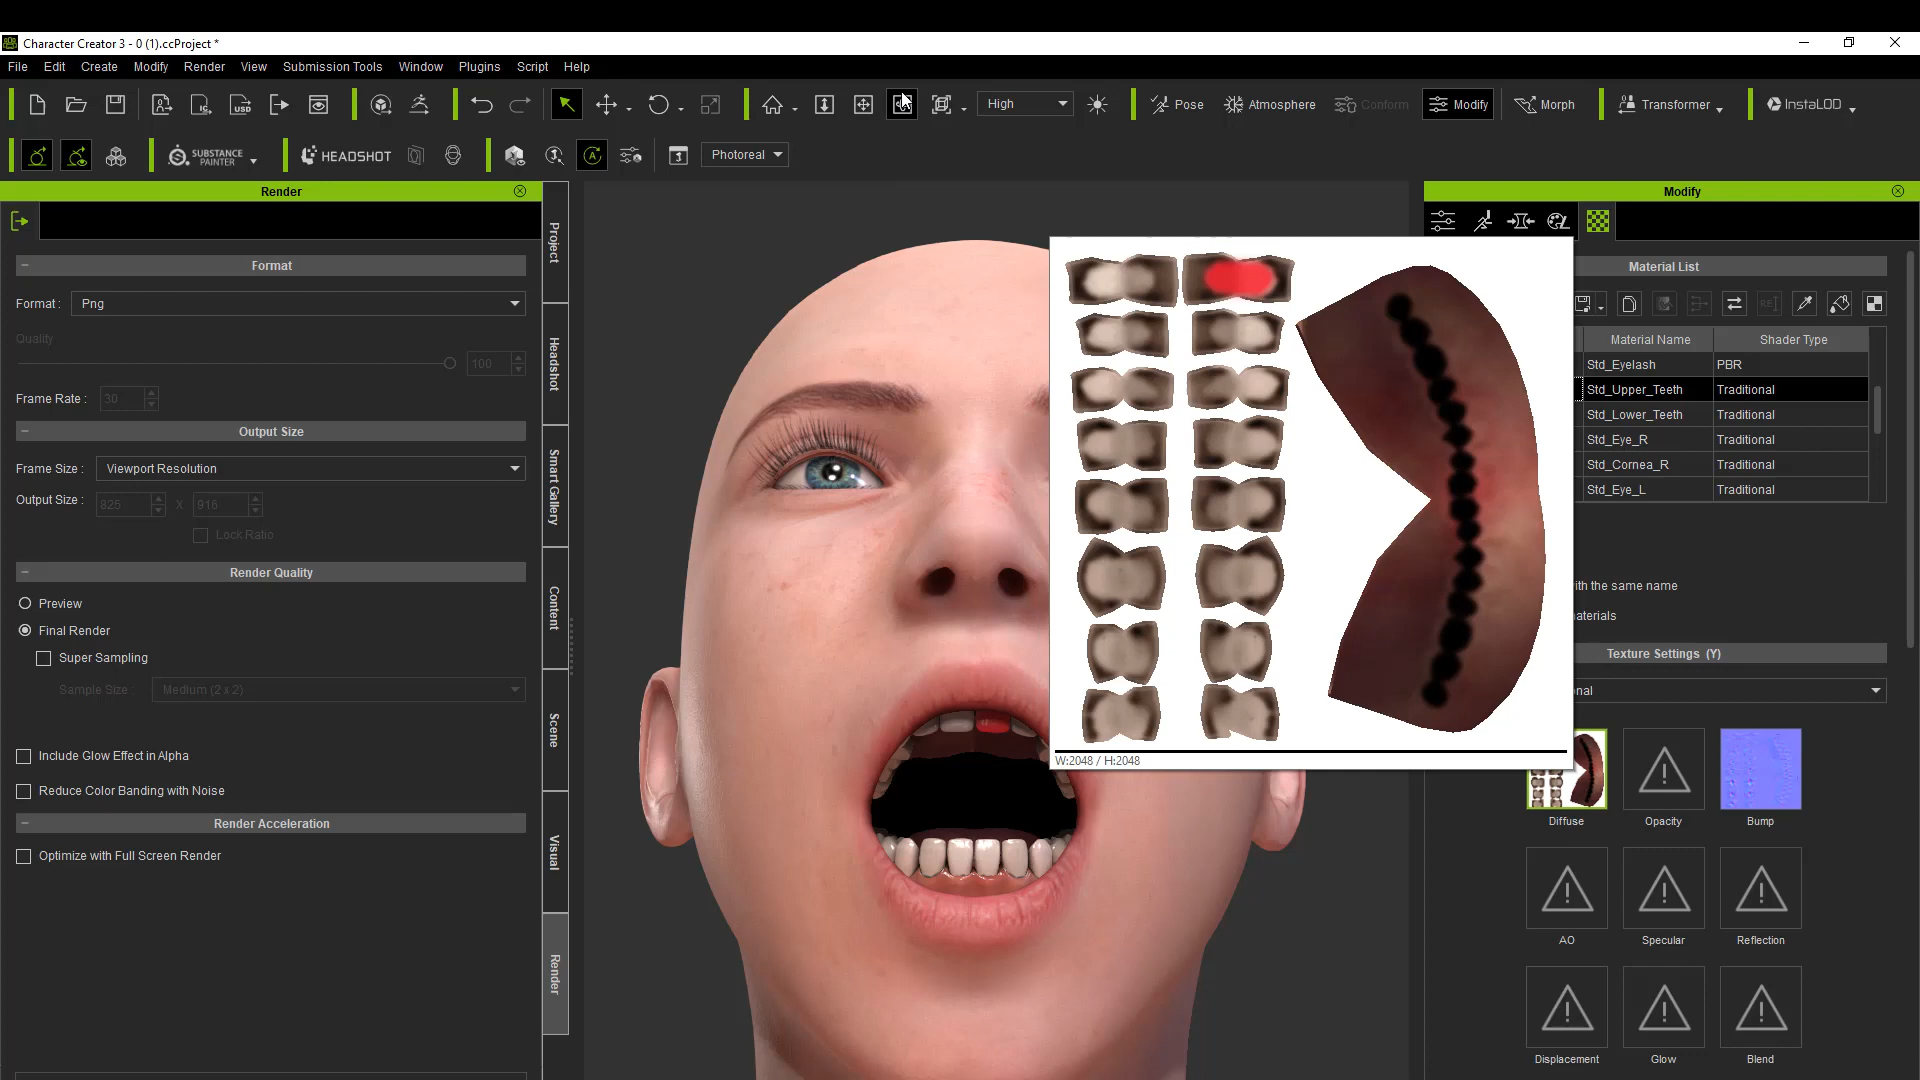 Character Creator 3 - 0 (1).ccProject *
File Edit Create Modify Render View Submission Tools Window Plugins Script Help
High Pose Atmosphere Conform Modify Morph Transformer InstaLOD
SUBSTANCE PAINTER HEADSHOT Photoreal
Render
Format
Format : Png
Quality
100
Frame Rate : 30
Output Size
Frame Size : Viewport Resolution
Output Size : 825 X 916
Lock Ratio
Render Quality
Preview
Final Render
Super Sampling
Sample Size : Medium (2 x 2)
Include Glow Effect in Alpha
Reduce Color Banding with Noise
Render Acceleration
Optimize with Full Screen Render
Project
Headshot
Smart Gallery
Content
Scene
Visual
Render
W:2048 / H:2048
Modify
Material List
Material Name Shader Type
Std_Eyelash PBR
Std_Upper_Teeth Traditional
Std_Lower_Teeth Traditional
Std_Eye_R Traditional
Std_Cornea_R Traditional
Std_Eye_L Traditional
ith the same name
aterials
Texture Settings (Y)
nal
Diffuse Opacity Bump
AO Specular Reflection
Displacement Glow Blend